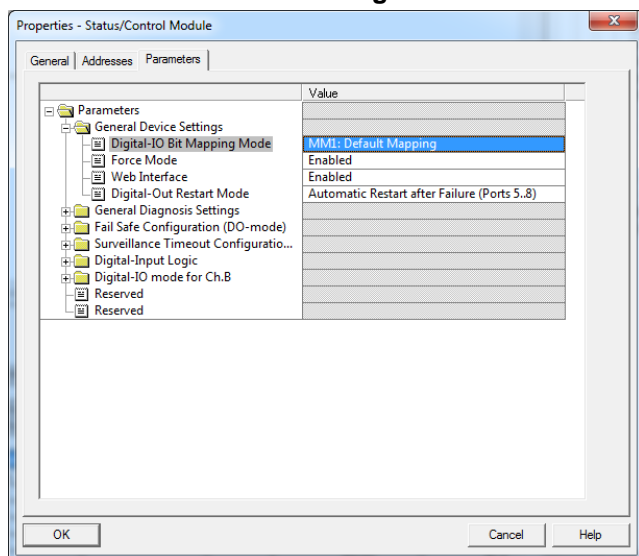 Properties - Status/Control Module
General Addresses Parameters
Value
Parameters
General Device Settings
Digital-IO Bit Mapping Mode MM1: Default Mapping
Force Mode Enabled
Web Interface Enabled
Digital-Out Restart Mode Automatic Restart after Failure (Ports 5..8)
General Diagnosis Settings
Fail Safe Configuration (DO-mode)
Surveillance Timeout Configuratio...
Digital-Input Logic
Digital-IO mode for Ch.B
Reserved
Reserved
OK Cancel Help